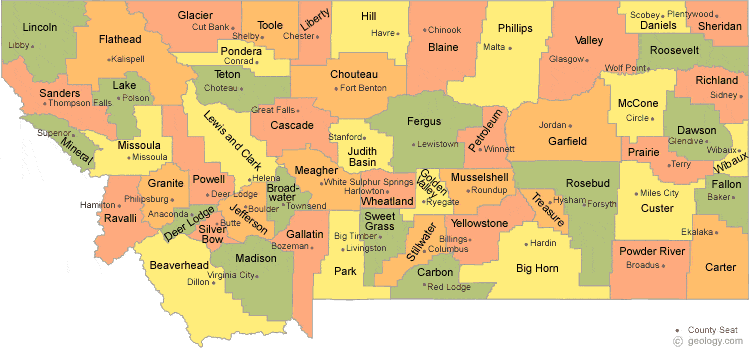 Lincoln
Libby
Flathead
Kalispell
Glacier
Cut Bank
Toole
Shelby
Liberty
Chester
Hill
Havre
Blaine
Chinook
Phillips
Malta
Valley
Glasgow
Daniels
Scobey
Sheridan
Plentywood
Roosevelt
Wolf Point
Pondera
Conrad
Teton
Choteau
Chouteau
Fort Benton
Richland
Sidney
McCone
Circle
Sanders
Thompson Falls
Lake
Polson
Lewis and Clark
Helena
Great Falls
Cascade
Stanford
Judith
Basin
Fergus
Lewistown
Petroleum
Winnett
Jordan
Garfield
Dawson
Glendive
Prairie
Terry
Wibaux
Wibaux
Superior
Mineral
Missoula
Missoula
Granite
Philipsburg
Powell
Deer Lodge
Meagher
White Sulphur Springs
Broad-
water
Townsend
Harlowton
Wheatland
Golden
Valley
Ryegate
Musselshell
Roundup
Treasure
Hysham
Rosebud
Forsyth
Miles City
Custer
Fallon
Baker
Hamilton
Ravalli
Anaconda
Deer Lodge
Butte
Silver
Bow
Jefferson
Boulder
Gallatin
Bozeman
Big Timber
Livingston
Park
Sweet
Grass
Stillwater
Columbus
Yellowstone
Billings
Hardin
Big Horn
Powder River
Broadus
Ekalaka
Carter
Beaverhead
Dillon
Madison
Virginia City
Carbon
Red Lodge
County Seat
© geology.com